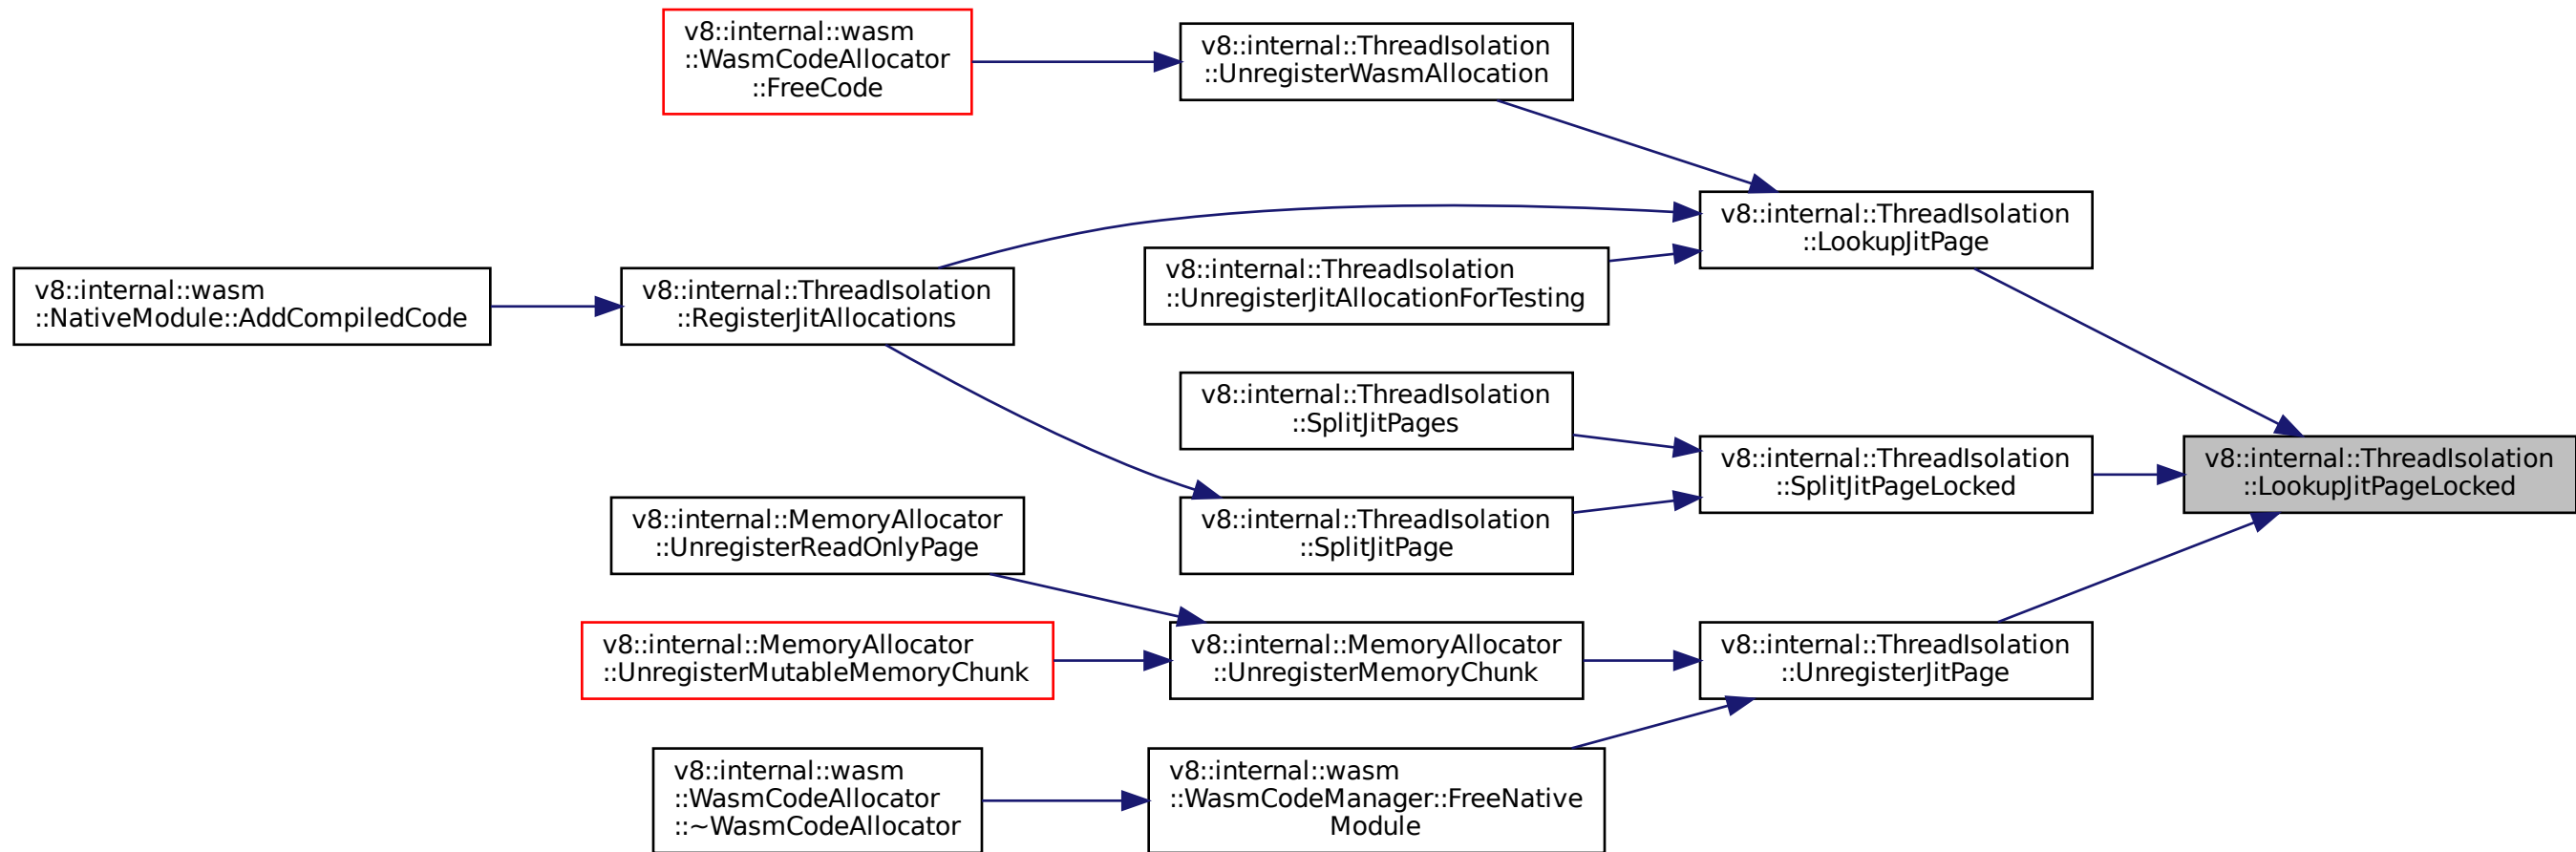 v8::internal::wasm
::WasmCodeAllocator
::FreeCode
v8::internal::ThreadIsolation
::UnregisterWasmAllocation
v8::internal::ThreadIsolation
::LookupJitPage
v8::internal::ThreadIsolation
::UnregisterJitAllocationForTesting
v8::internal::wasm
::NativeModule::AddCompiledCode
v8::internal::ThreadIsolation
::RegisterJitAllocations
v8::internal::ThreadIsolation
::SplitJitPages
v8::internal::ThreadIsolation
::SplitJitPageLocked
v8::internal::ThreadIsolation
::LookupJitPageLocked
v8::internal::MemoryAllocator
::UnregisterReadOnlyPage
v8::internal::ThreadIsolation
::SplitJitPage
v8::internal::MemoryAllocator
::UnregisterMutableMemoryChunk
v8::internal::MemoryAllocator
::UnregisterMemoryChunk
v8::internal::ThreadIsolation
::UnregisterJitPage
v8::internal::wasm
::WasmCodeAllocator
::~WasmCodeAllocator
v8::internal::wasm
::WasmCodeManager::FreeNative
Module